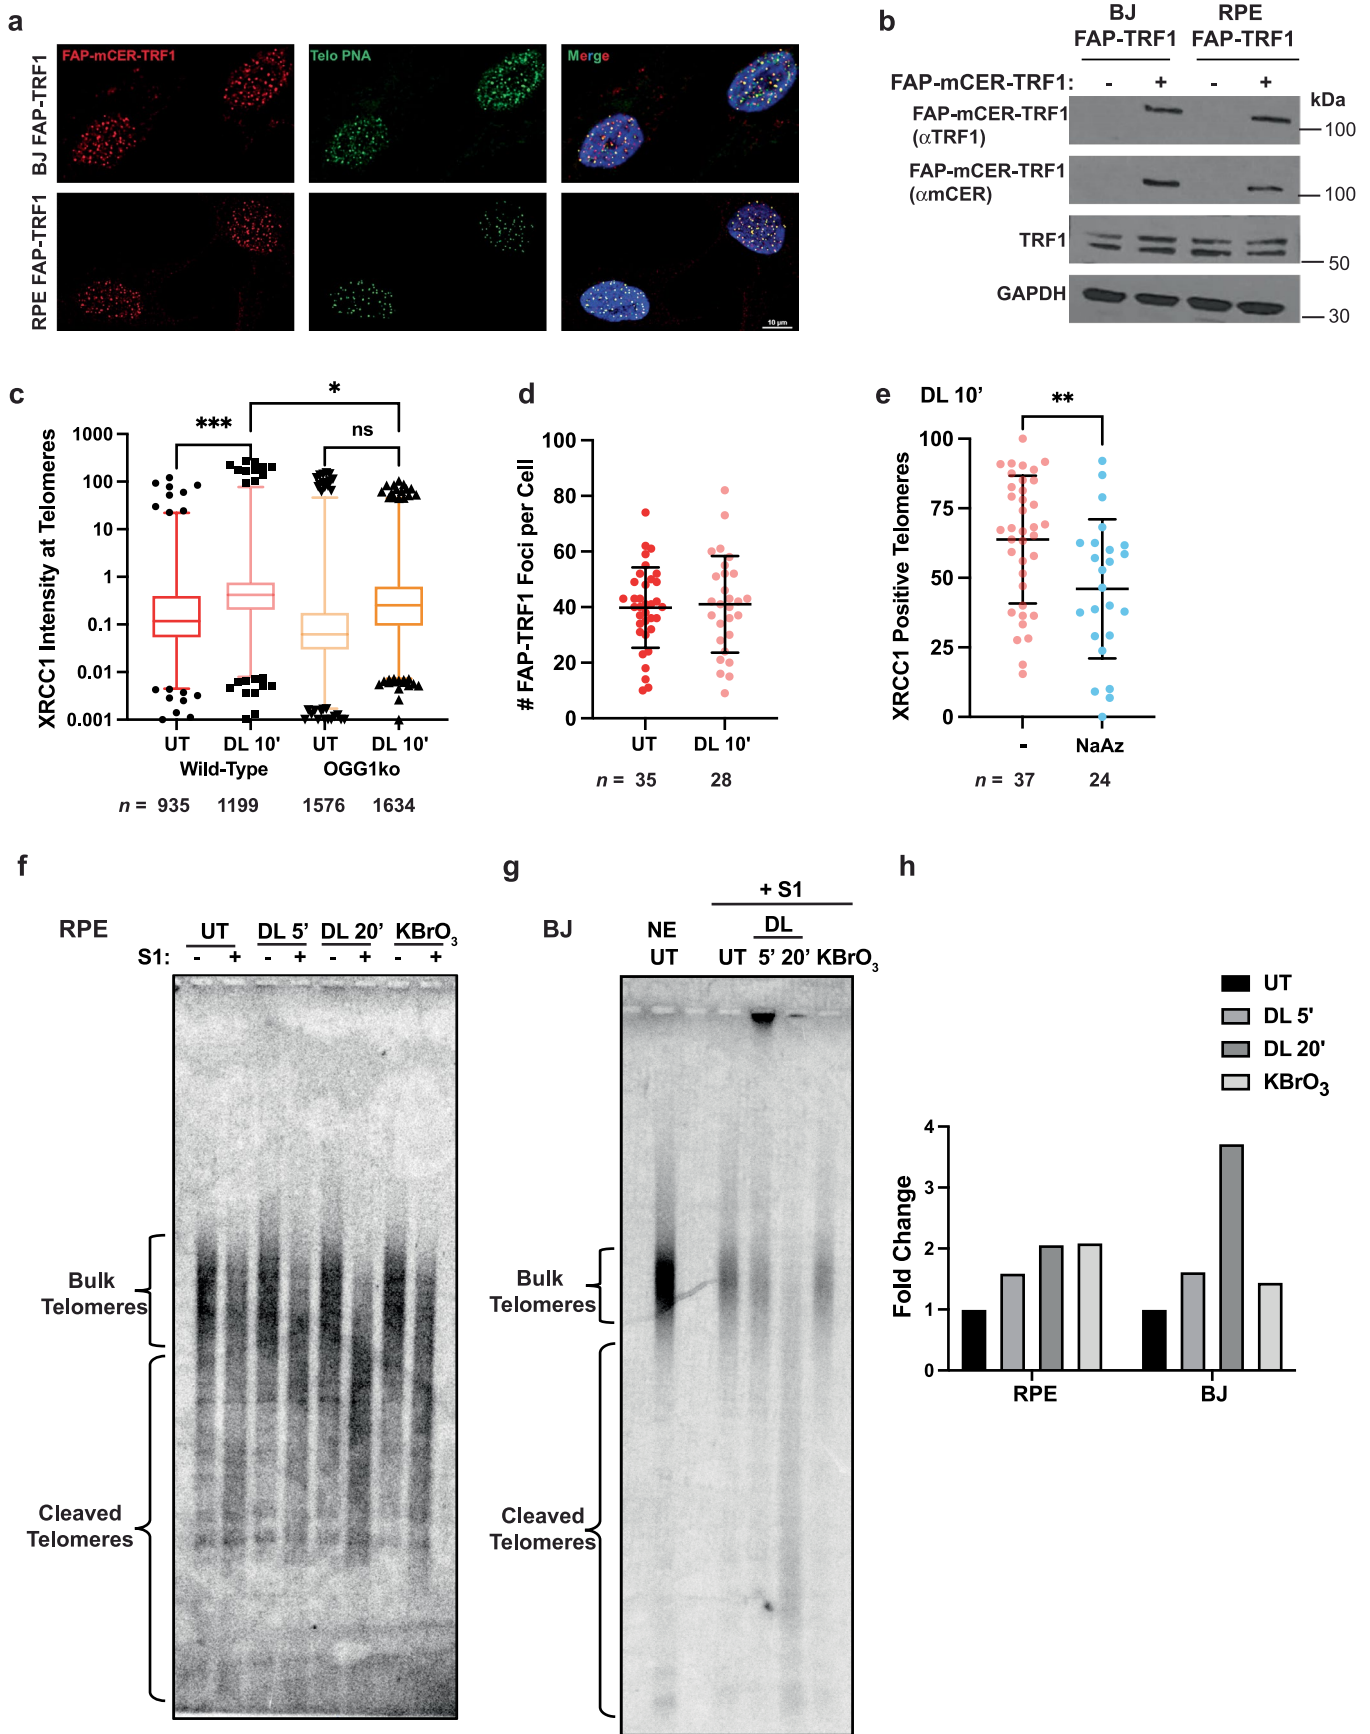 a
BJ FAP-TRF1
RPE FAP-TRF1
FAP-mCER-TRF1
Telo PNA
Merge
10 µm
b
BJ
FAP-TRF1
RPE
FAP-TRF1
FAP-mCER-TRF1: - + - +
kDa
FAP-mCER-TRF1
(αTRF1)
100
FAP-mCER-TRF1
(αmCER)
100
TRF1
50
GAPDH
30
c
XRCC1 Intensity at Telomeres
1000
100
10
1
0.1
0.01
0.001
***
*
ns
UT DL 10' UT DL 10'
Wild-Type OGG1ko
n = 935 1199 1576 1634
d
# FAP-TRF1 Foci per Cell
100
80
60
40
20
0
UT DL 10'
n = 35 28
e
DL 10'
**
XRCC1 Positive Telomeres
100
75
50
25
0
- NaAz
n = 37 24
f
RPE
UT DL 5' DL 20' KBrO3
S1: - + - + - + - +
Bulk
Telomeres
Cleaved
Telomeres
g
BJ
+ S1
NE DL
UT UT 5' 20' KBrO3
Bulk
Telomeres
Cleaved
Telomeres
h
UT
DL 5'
DL 20'
KBrO3
Fold Change
4
3
2
1
0
RPE BJ